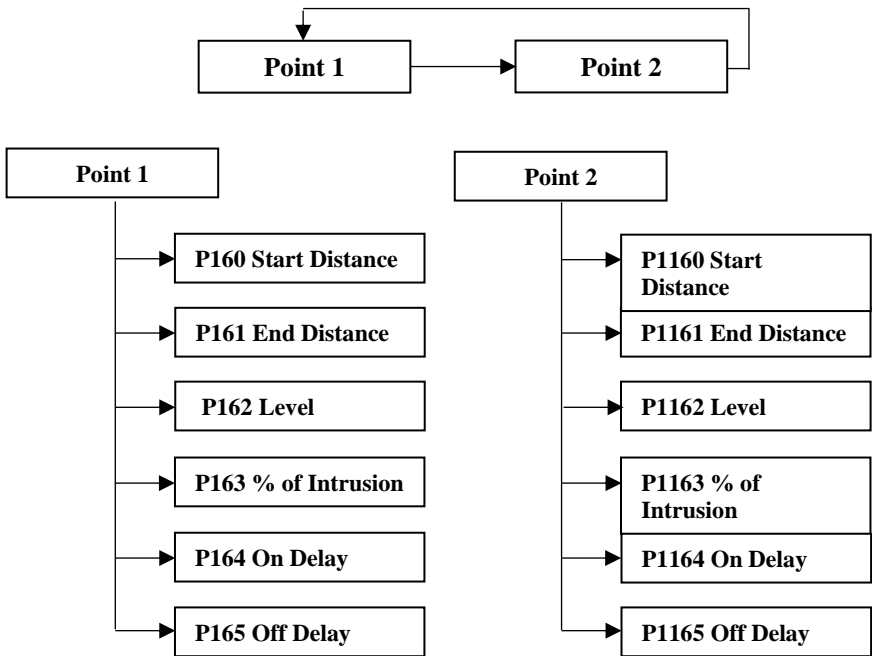 Point 1
Point 2
Point 1
P160 Start Distance
P161 End Distance
P162 Level
P163 % of Intrusion
P164 On Delay
P165 Off Delay
Point 2
P1160 Start
Distance
P1161 End Distance
P1162 Level
P1163 % of
Intrusion
P1164 On Delay
P1165 Off Delay